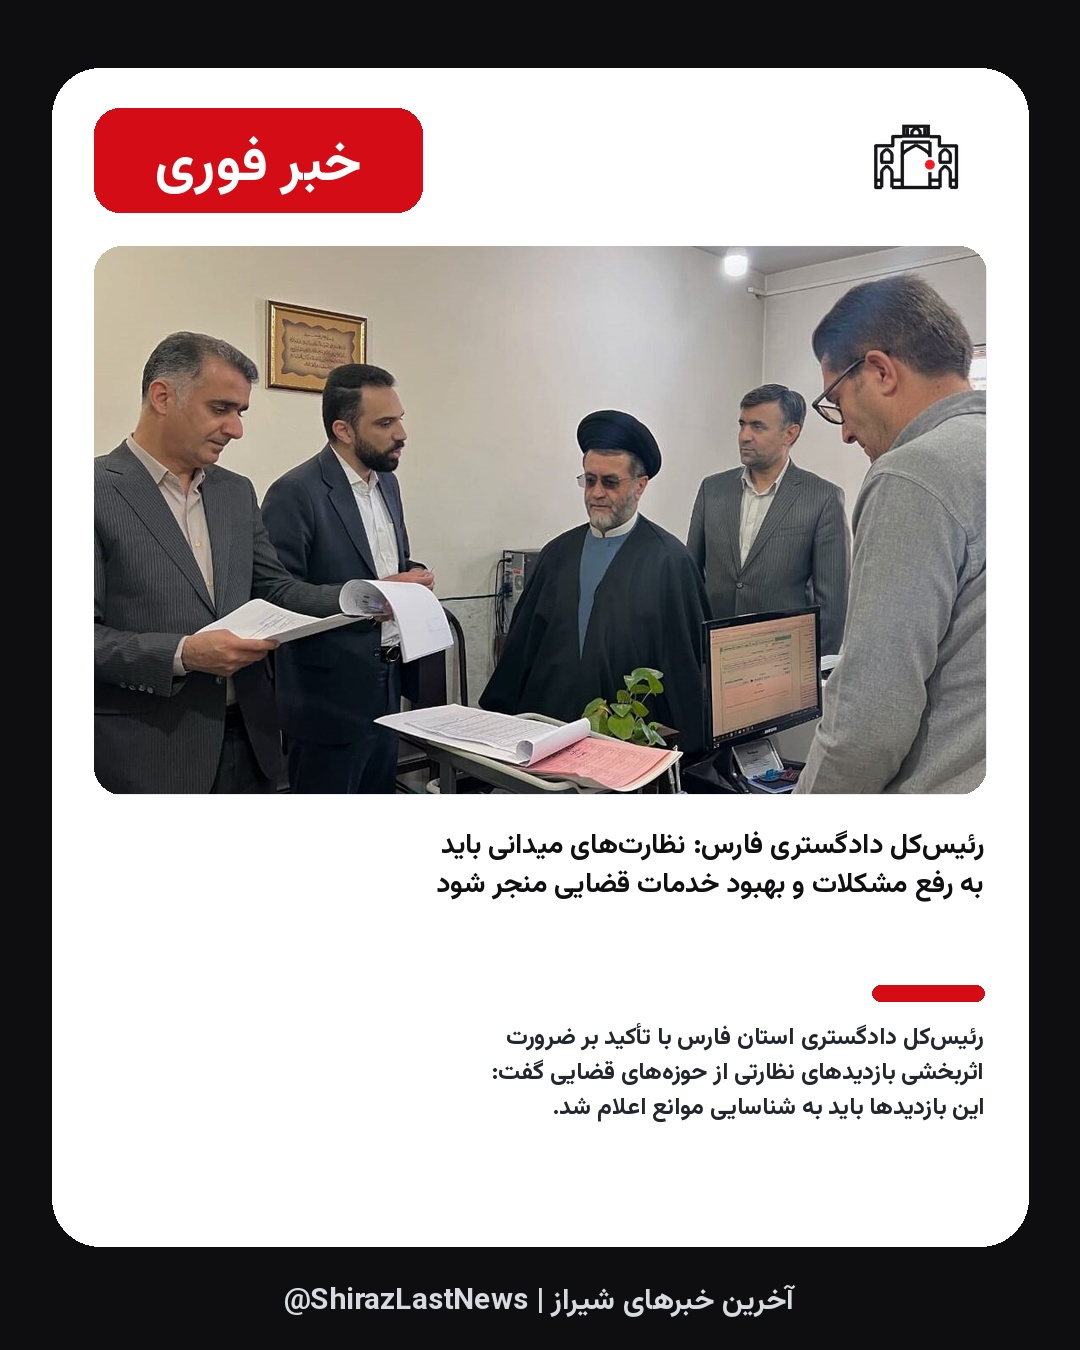 خبر فوری
رئیس‌کل دادگستری فارس: نظارت‌های میدانی باید
به رفع مشکلات و بهبود خدمات قضایی منجر شود
رئیس‌کل دادگستری استان فارس با تأکید بر ضرورت
اثربخشی بازدیدهای نظارتی از حوزه‌های قضایی گفت:
این بازدیدها باید به شناسایی موانع اعلام شد.
آخرین خبرهای شیراز | @ShirazLastNews